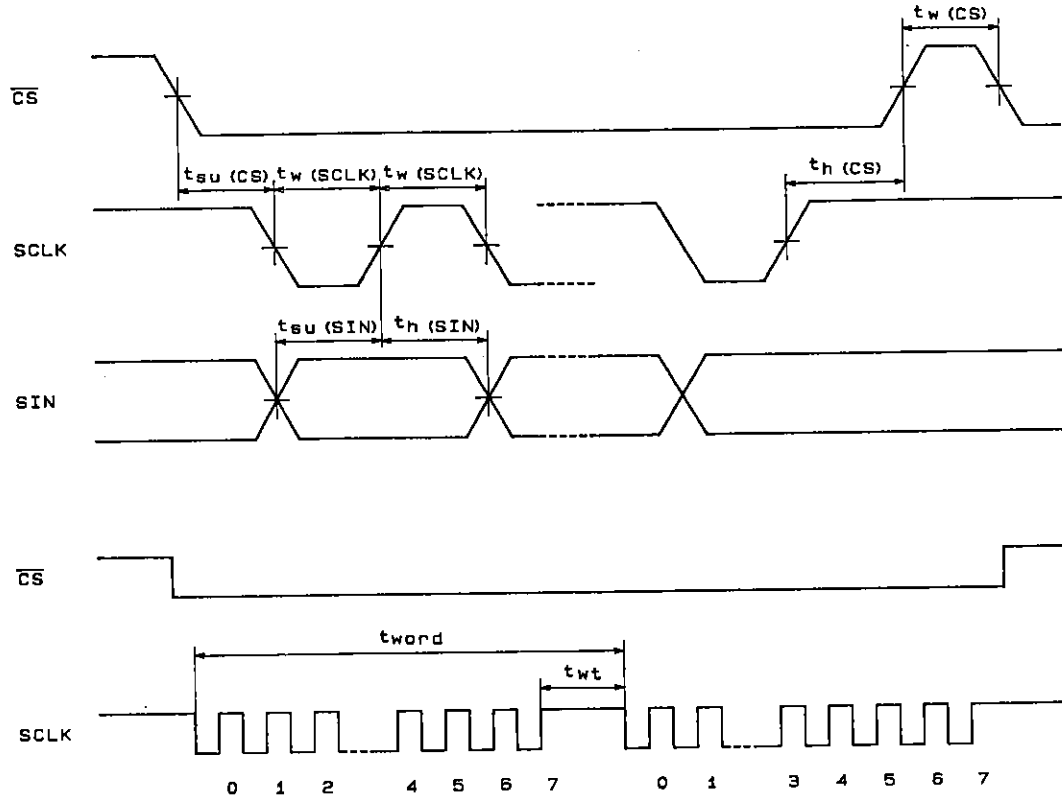 tw (CS)
CS
tsu (CS) tw (SCLK) tw (SCLK) th (CS)
SCLK
tsu (SIN) th (SIN)
SIN
CS
tword
twt
SCLK
0 1 2 4 5 6 7 0 1 3 4 5 6 7